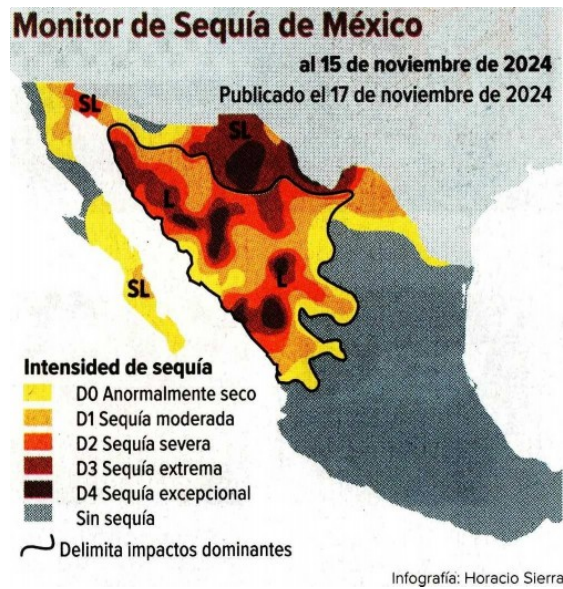 Monitor de Sequía de México
al 15 de noviembre de 2024
Publicado el 17 de noviembre de 2024
SL
SL
L
L
SL
Intensided de sequía
D0 Anormalmente seco
D1 Sequía moderada
D2 Sequía severa
D3 Sequía extrema
D4 Sequía excepcional
Sin sequía
Delimita impactos dominantes
Infografía: Horacio Sierra